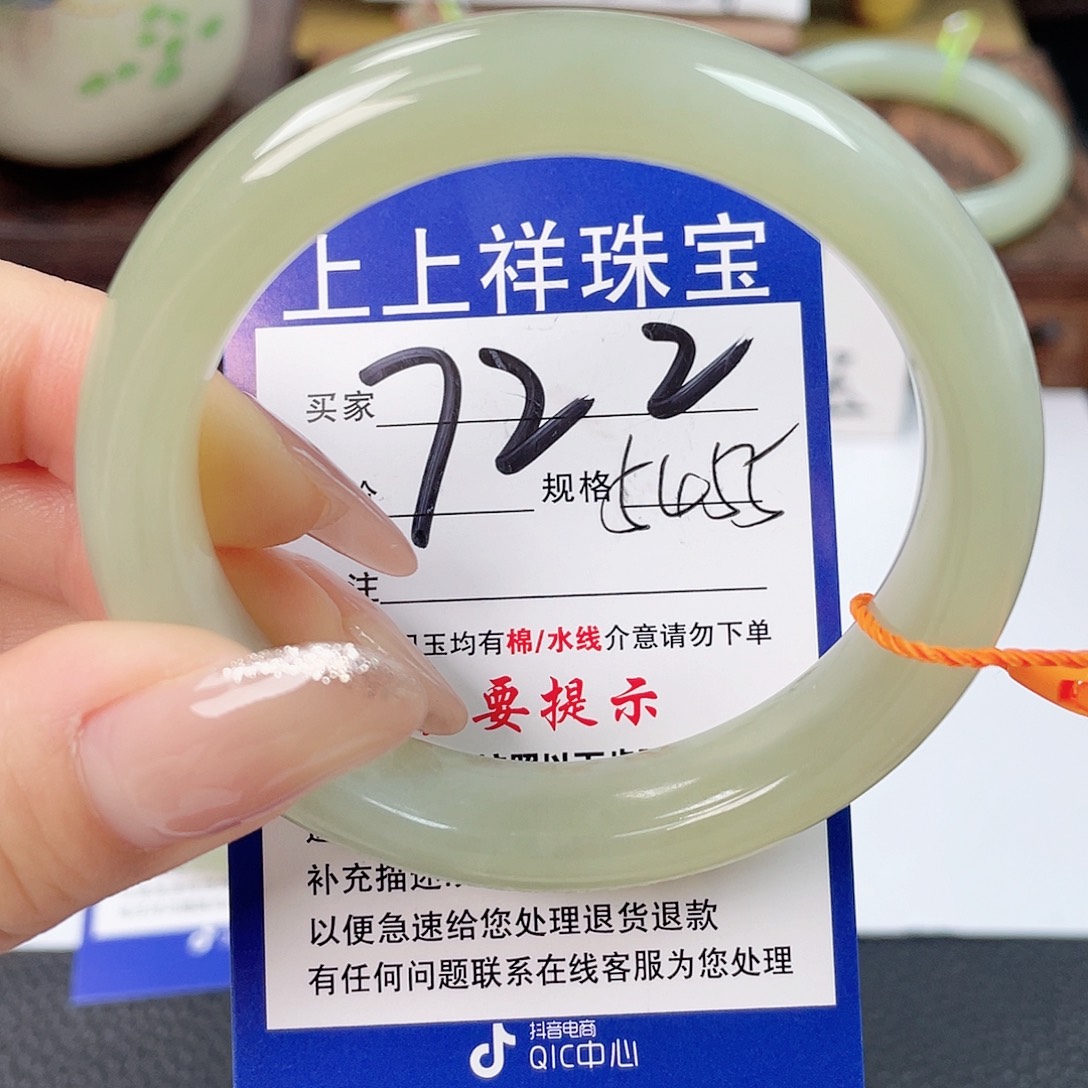 上上祥珠宝
买家 722
规格 5655
注
玉均有棉/水线介意请勿下单
要提示
补充描述
以便急速给您处理退货退款
有任何问题联系在线客服为您处理
抖音电商
QIC中心